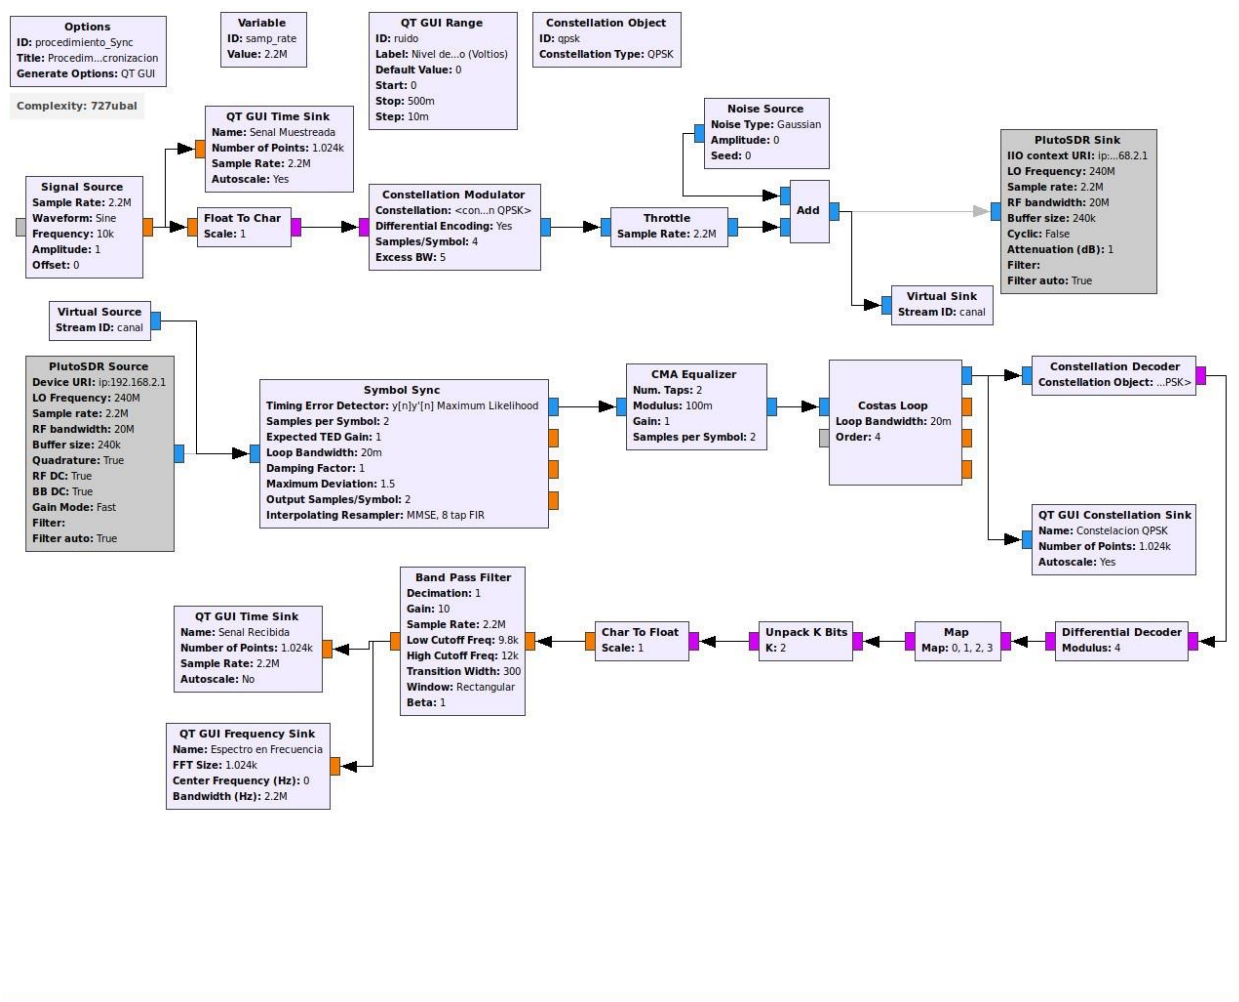 Options
ID: procedimiento_Sync
Title: Procedim...cronizacion
Generate Options: QT GUI
Complexity: 727ubal
Variable
ID: samp_rate
Value: 2.2M
QT GUI Range
ID: ruido
Label: Nivel de...o (Voltios)
Default Value: 0
Start: 0
Stop: 500m
Step: 10m
Constellation Object
ID: qpsk
Constellation Type: QPSK
QT GUI Time Sink
Name: Senal Muestreada
Number of Points: 1.024k
Sample Rate: 2.2M
Autoscale: Yes
Noise Source
Noise Type: Gaussian
Amplitude: 0
Seed: 0
PlutoSDR Sink
IIO context URI: ip:...68.2.1
LO Frequency: 240M
Sample rate: 2.2M
RF bandwidth: 20M
Buffer size: 240k
Cyclic: False
Attenuation (dB): 1
Filter:
Filter auto: True
Signal Source
Sample Rate: 2.2M
Waveform: Sine
Frequency: 10k
Amplitude: 1
Offset: 0
Float To Char
Scale: 1
Constellation Modulator
Constellation: <con...n QPSK>
Differential Encoding: Yes
Samples/Symbol: 4
Excess BW: 5
Throttle
Sample Rate: 2.2M
Add
Virtual Sink
Stream ID: canal
Virtual Source
Stream ID: canal
PlutoSDR Source
Device URI: ip:192.168.2.1
LO Frequency: 240M
Sample rate: 2.2M
RF bandwidth: 20M
Buffer size: 240k
Quadrature: True
RF DC: True
BB DC: True
Gain Mode: Fast
Filter:
Filter auto: True
Symbol Sync
Timing Error Detector: y[n]y'[n] Maximum Likelihood
Samples per Symbol: 2
Expected TED Gain: 1
Loop Bandwidth: 20m
Damping Factor: 1
Maximum Deviation: 1.5
Output Samples/Symbol: 2
Interpolating Resampler: MMSE, 8 tap FIR
CMA Equalizer
Num. Taps: 2
Modulus: 100m
Gain: 1
Samples per Symbol: 2
Costas Loop
Loop Bandwidth: 20m
Order: 4
Constellation Decoder
Constellation Object: ...PSK>
QT GUI Constellation Sink
Name: Constelacion QPSK
Number of Points: 1.024k
Autoscale: Yes
Differential Decoder
Modulus: 4
Map
Map: 0, 1, 2, 3
Unpack K Bits
K: 2
Char To Float
Scale: 1
Band Pass Filter
Decimation: 1
Gain: 10
Sample Rate: 2.2M
Low Cutoff Freq: 9.8k
High Cutoff Freq: 12k
Transition Width: 300
Window: Rectangular
Beta: 1
QT GUI Time Sink
Name: Senal Recibida
Number of Points: 1.024k
Sample Rate: 2.2M
Autoscale: No
QT GUI Frequency Sink
Name: Espectro en Frecuencia
FFT Size: 1.024k
Center Frequency (Hz): 0
Bandwidth (Hz): 2.2M